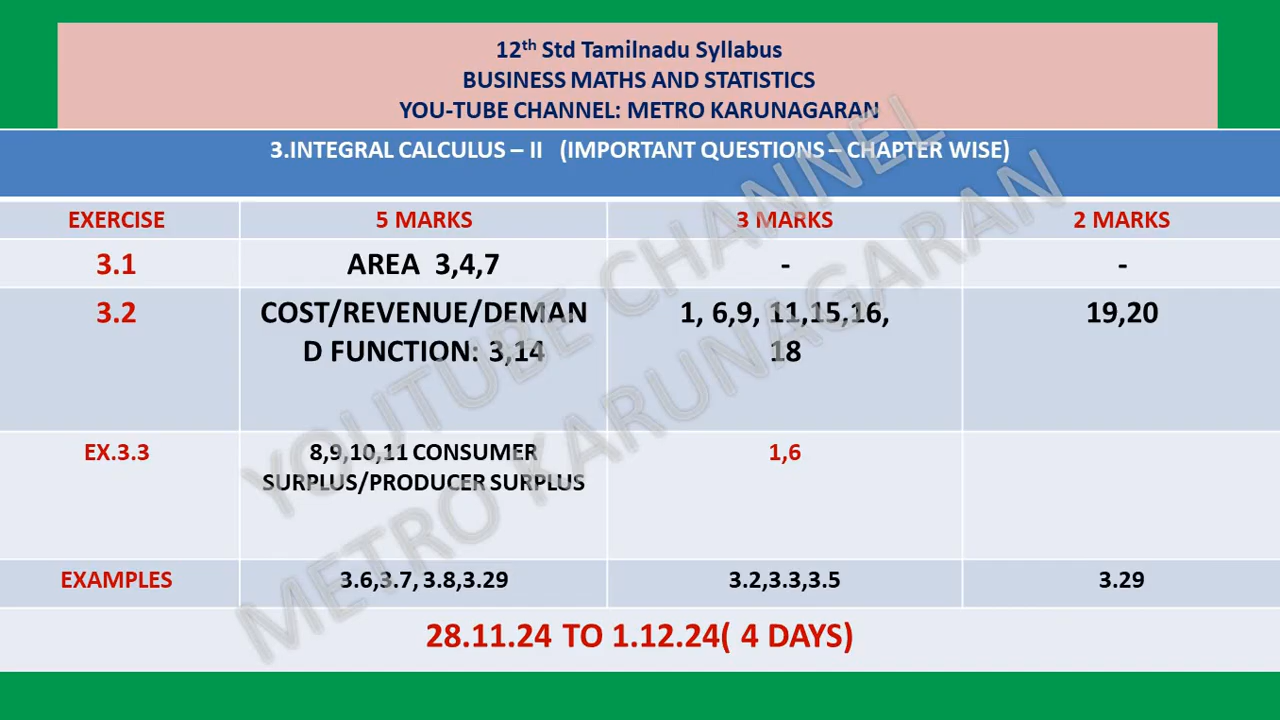 12th Std Tamilnadu Syllabus
BUSINESS MATHS AND STATISTICS
YOU-TUBE CHANNEL: METRO KARUNAGARAN
3.INTEGRAL CALCULUS – II (IMPORTANT QUESTIONS – CHAPTER WISE)
EXERCISE 5 MARKS 3 MARKS 2 MARKS
3.1 AREA 3,4,7 - -
3.2 COST/REVENUE/DEMAN 1, 6,9, 11,15,16, 19,20
D FUNCTION: 3,14 18
EX.3.3 8,9,10,11 CONSUMER 1,6
SURPLUS/PRODUCER SURPLUS
EXAMPLES 3.6,3.7, 3.8,3.29 3.2,3.3,3.5 3.29
28.11.24 TO 1.12.24( 4 DAYS)
YOUTUBE CHANNEL
METRO KARUNAGARAN